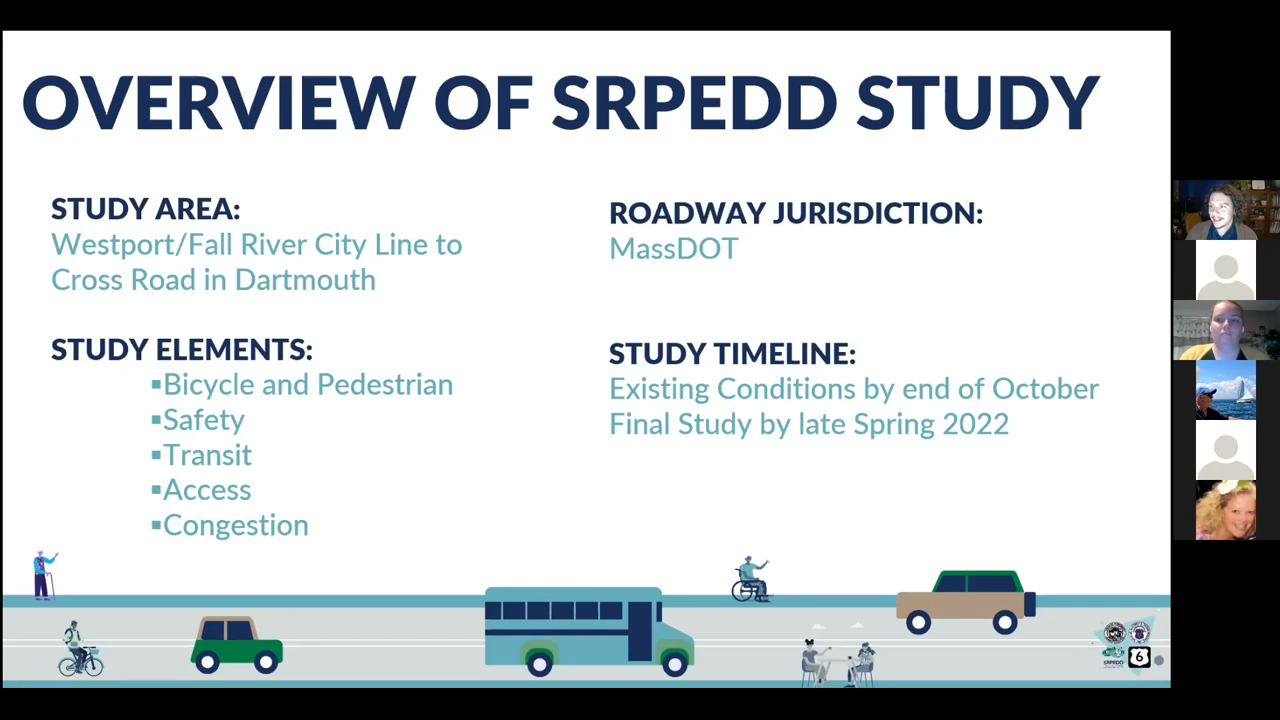 OVERVIEW OF SRPEDD STUDY
STUDY AREA:
Westport/Fall River City Line to
Cross Road in Dartmouth
STUDY ELEMENTS:
▪Bicycle and Pedestrian
▪Safety
▪Transit
▪Access
▪Congestion
ROADWAY JURISDICTION:
MassDOT
STUDY TIMELINE:
Existing Conditions by end of October
Final Study by late Spring 2022
SRPEDD
6